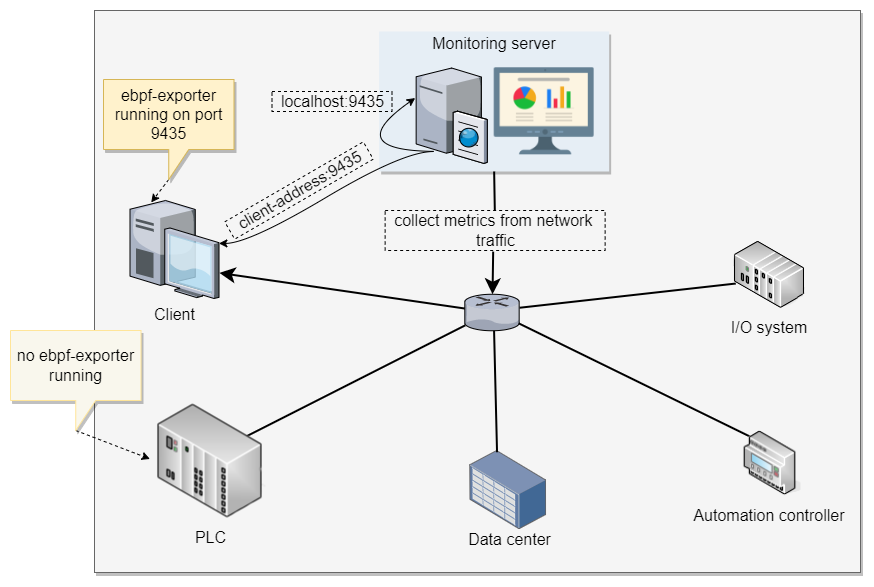 Monitoring server
ebpf-exporter
running on port
9435
localhost:9435
client-address:9435
collect metrics from network
traffic
Client
I/O system
no ebpf-exporter
running
PLC
Data center
Automation controller